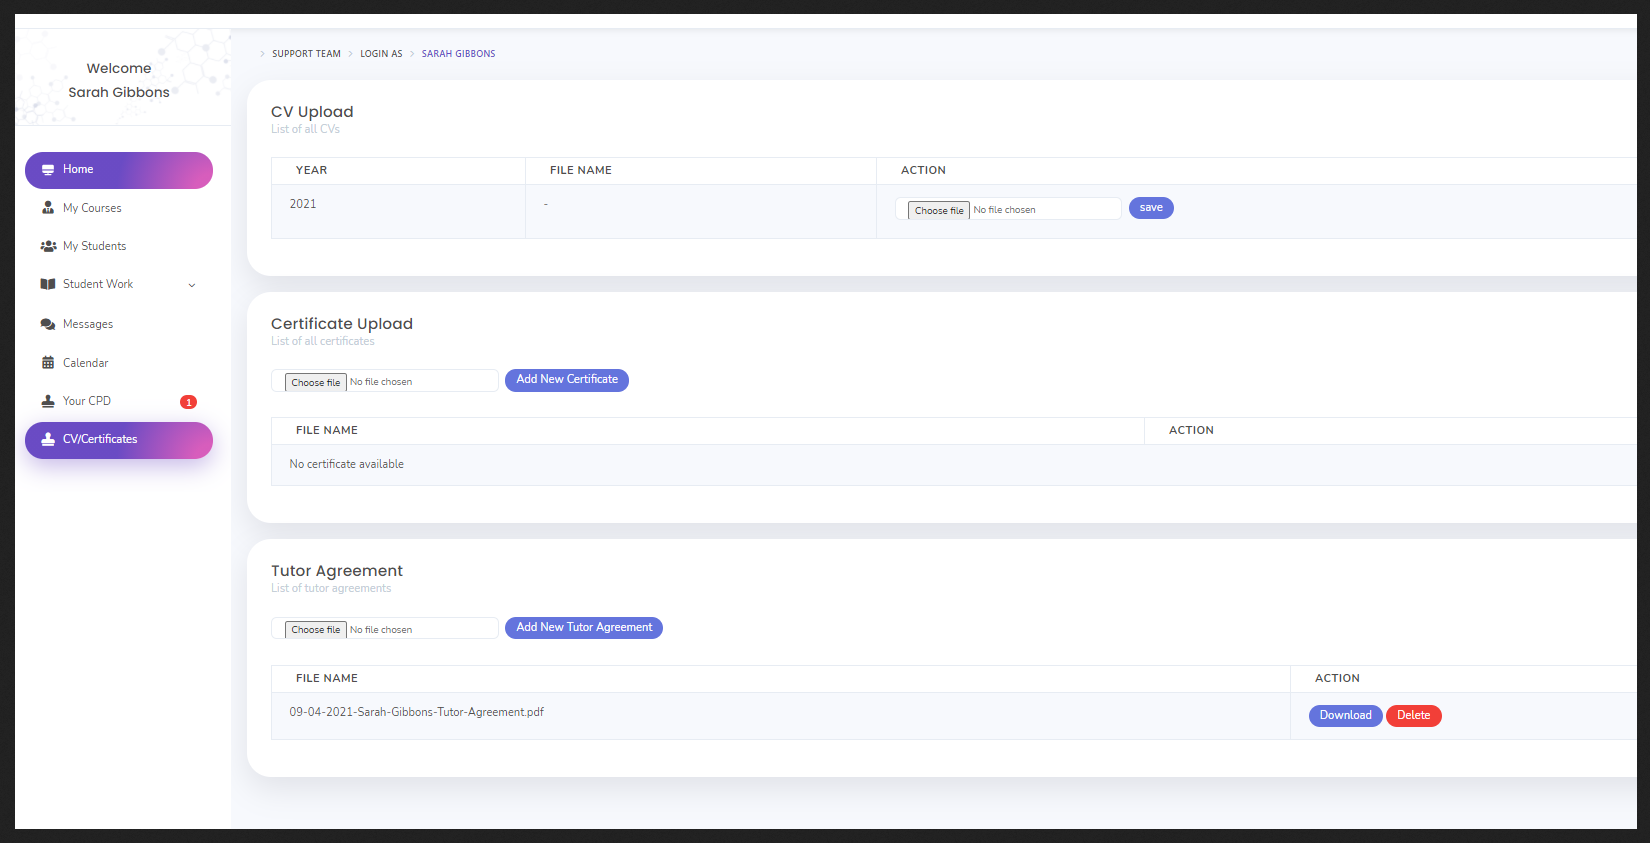 Welcome
Sarah Gibbons
Home
My Courses
My Students
Student Work
Messages
Calendar
Your CPD 1
CV/Certificates
SUPPORT TEAM LOGIN AS SARAH GIBBONS
CV Upload
List of all CVs
YEAR FILE NAME ACTION
2021 - Choose file No file chosen save
Certificate Upload
List of all certificates
Choose file No file chosen Add New Certificate
FILE NAME ACTION
No certificate available
Tutor Agreement
List of tutor agreements
Choose file No file chosen Add New Tutor Agreement
FILE NAME ACTION
09-04-2021-Sarah-Gibbons-Tutor-Agreement.pdf Download Delete